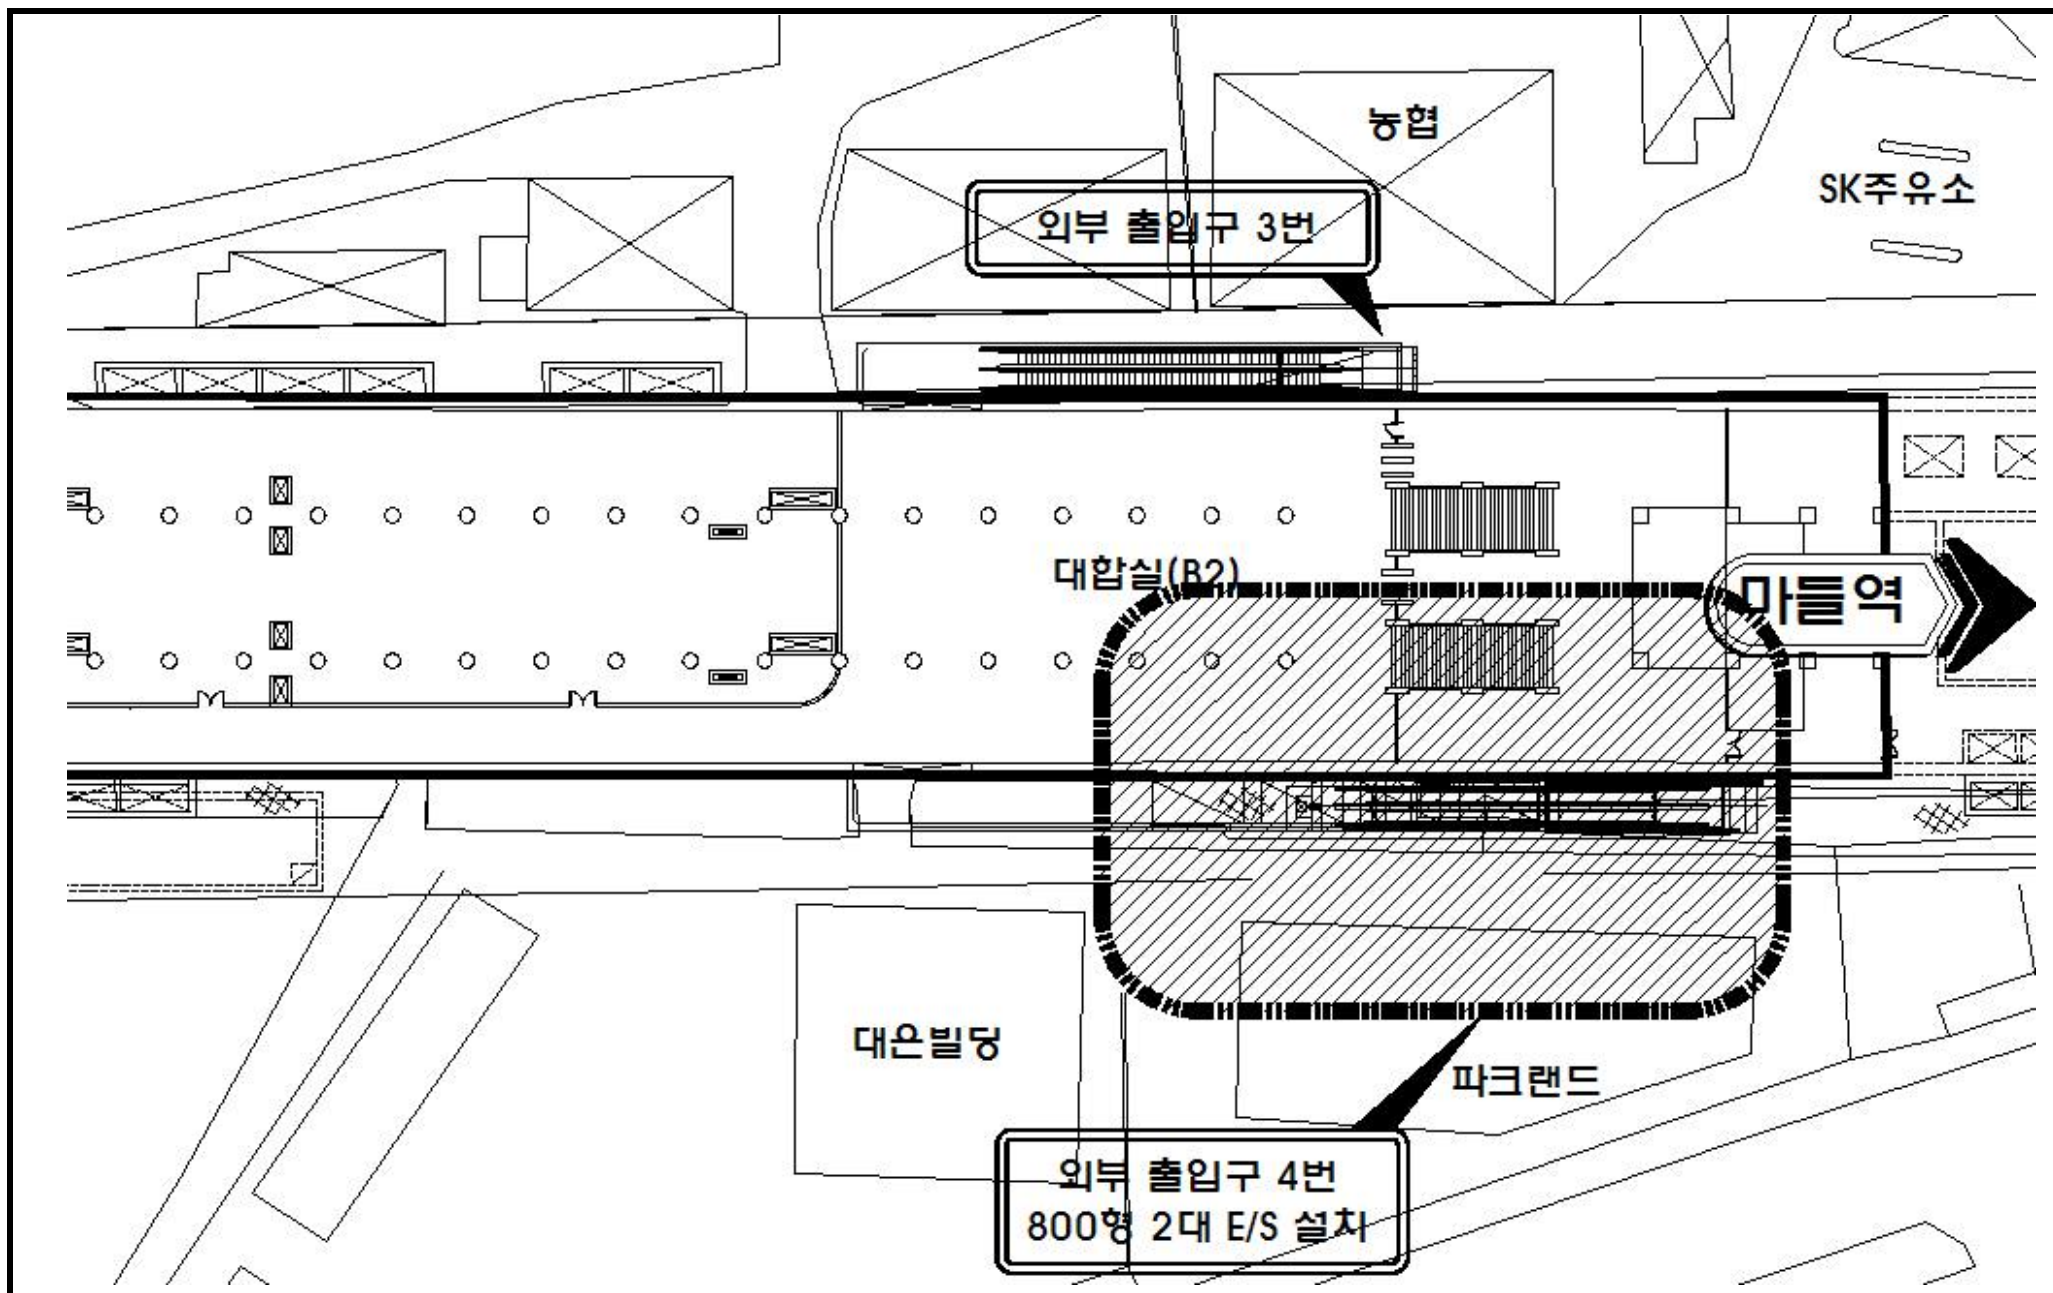 농협
SK주유소
외부 출입구 3번
대합실(B2)
마들역
대은빌딩
파크랜드
외부 출입구 4번
800형 2대 E/S 설치